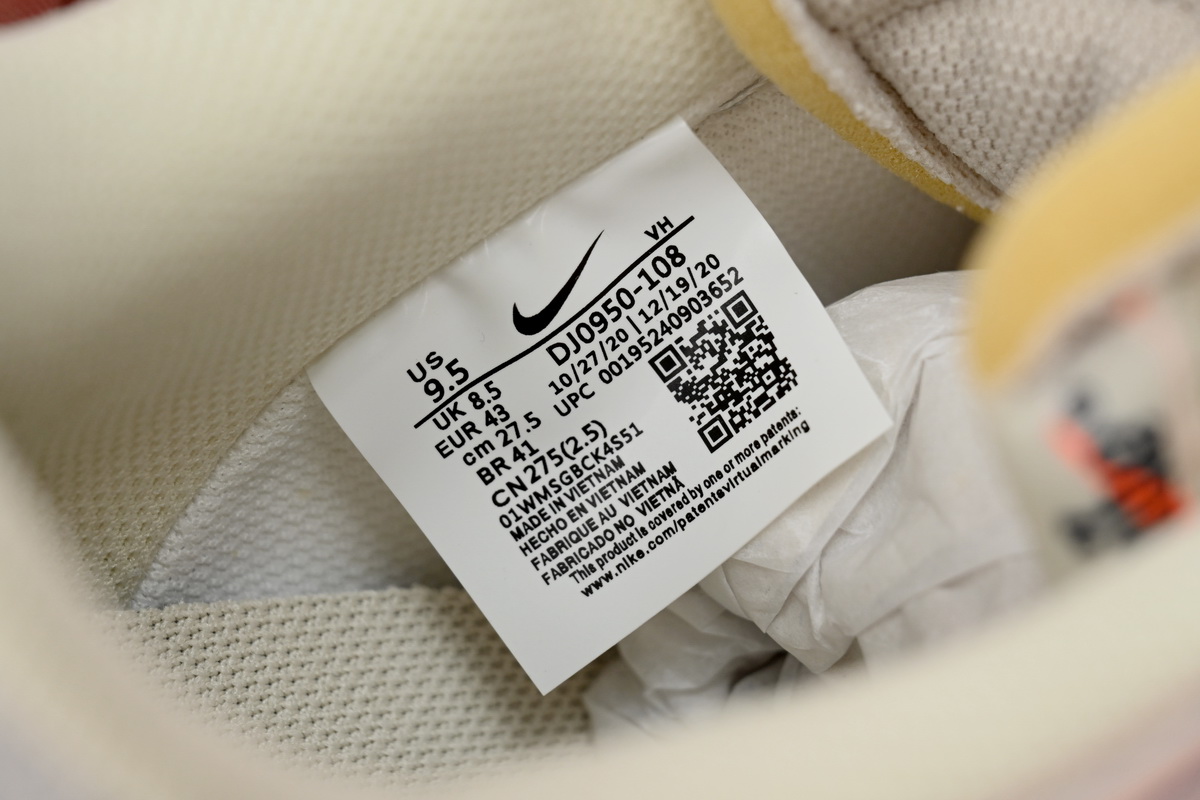 VH
US
9.5
DJ0950-108
UK 8.5
10/27/20 | 12/19/20
EUR 43
UPC 00195240903652
cm 27.5
BR 41
CN 275(2.5)
01WMSGBCK4S51
MADE IN VIETNAM
HECHO EN VIETNAM
FABRIQUE AU VIETNAM
FABRICADO NO VIETNÃ
This product is covered by one or more patents:
www.nike.com/patentsvirtualmarking